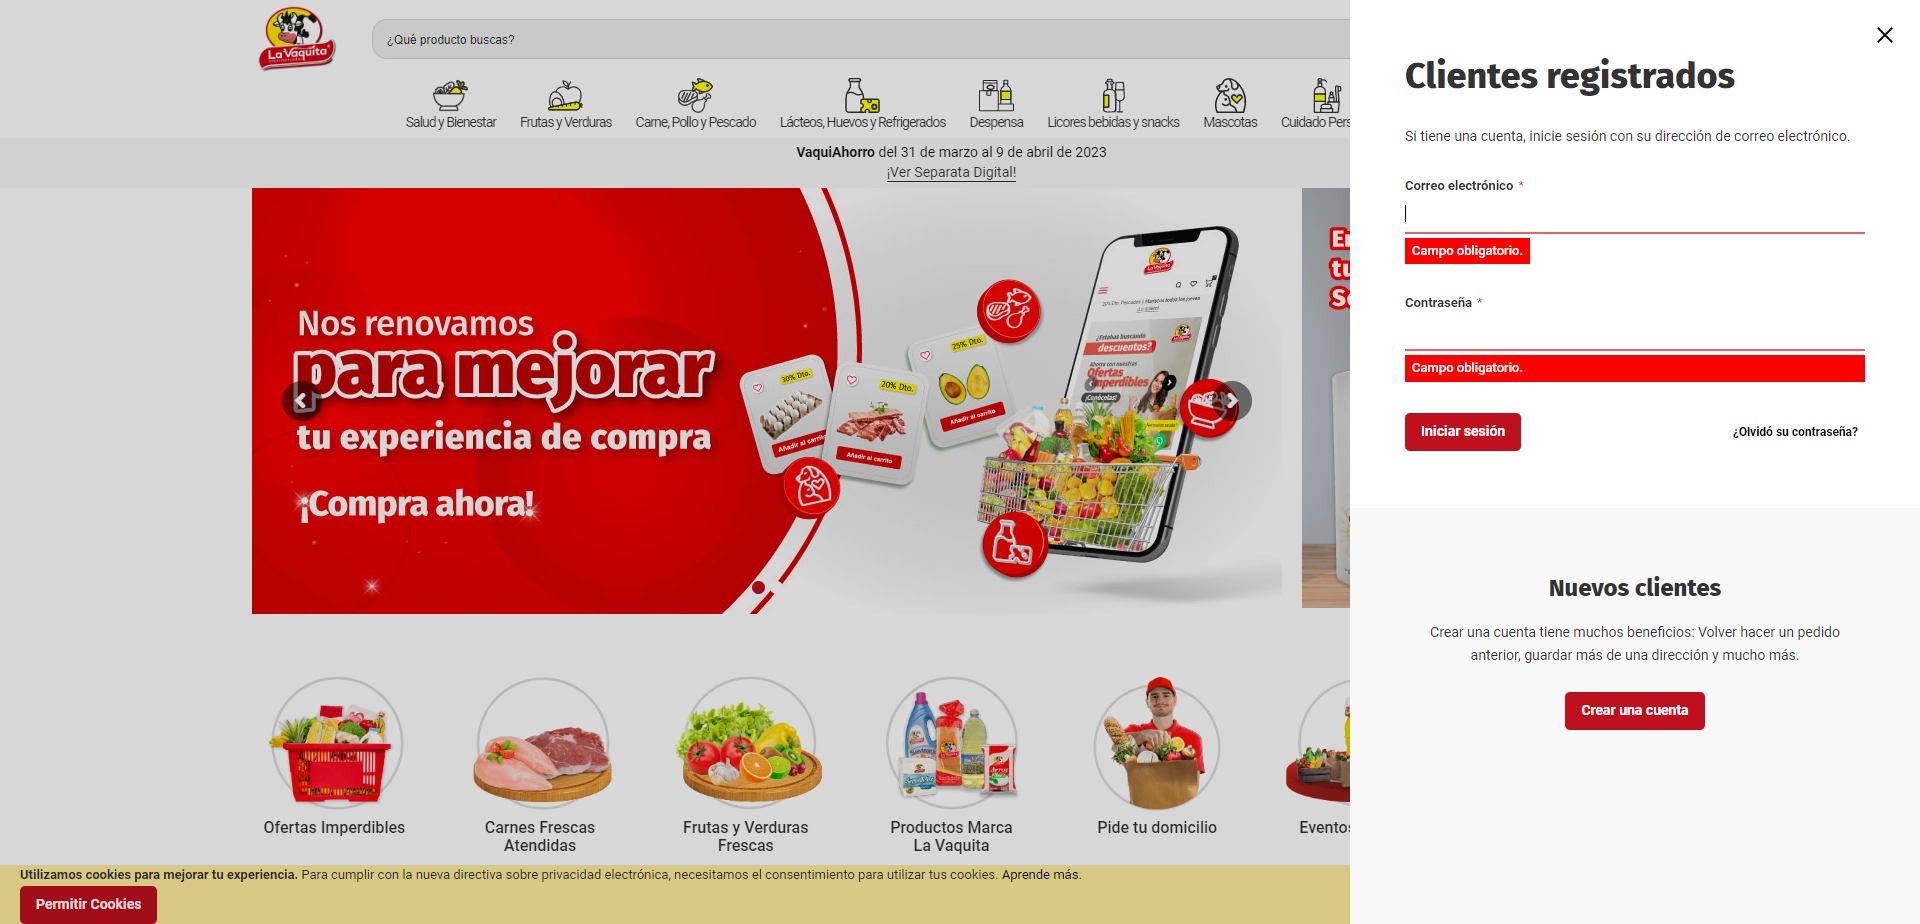 La Vaquita
¿Qué producto buscas?
Salud y Bienestar
Frutas y Verduras
Carne, Pollo y Pescado
Lácteos, Huevos y Refrigerados
Despensa
Licores bebidas y snacks
Mascotas
Cuidado Pers
VaquiAhorro del 31 de marzo al 9 de abril de 2023
¡Ver Separata Digital!
Nos renovamos
para mejorar
tu experiencia de compra
¡Compra ahora!
30% Dto.
Añadir al carrito
20% Dto.
Añadir al carrito
25% Dto.
Añadir al carrito
La Vaquita
¿Estabas buscando
descuentos?
Ahorra con nuestras
Ofertas
imperdibles
¡Conócelas!
En
tu
Se
Ofertas Imperdibles
Carnes Frescas
Atendidas
Frutas y Verduras
Frescas
Productos Marca
La Vaquita
Pide tu domicilio
Eventos
Utilizamos cookies para mejorar tu experiencia. Para cumplir con la nueva directiva sobre privacidad electrónica, necesitamos el consentimiento para utilizar tus cookies. Aprende más.
Permitir Cookies
Clientes registrados
Si tiene una cuenta, inicie sesión con su dirección de correo electrónico.
Correo electrónico *
Campo obligatorio.
Contraseña *
Campo obligatorio.
Iniciar sesión
¿Olvidó su contraseña?
Nuevos clientes
Crear una cuenta tiene muchos beneficios: Volver hacer un pedido
anterior, guardar más de una dirección y mucho más.
Crear una cuenta